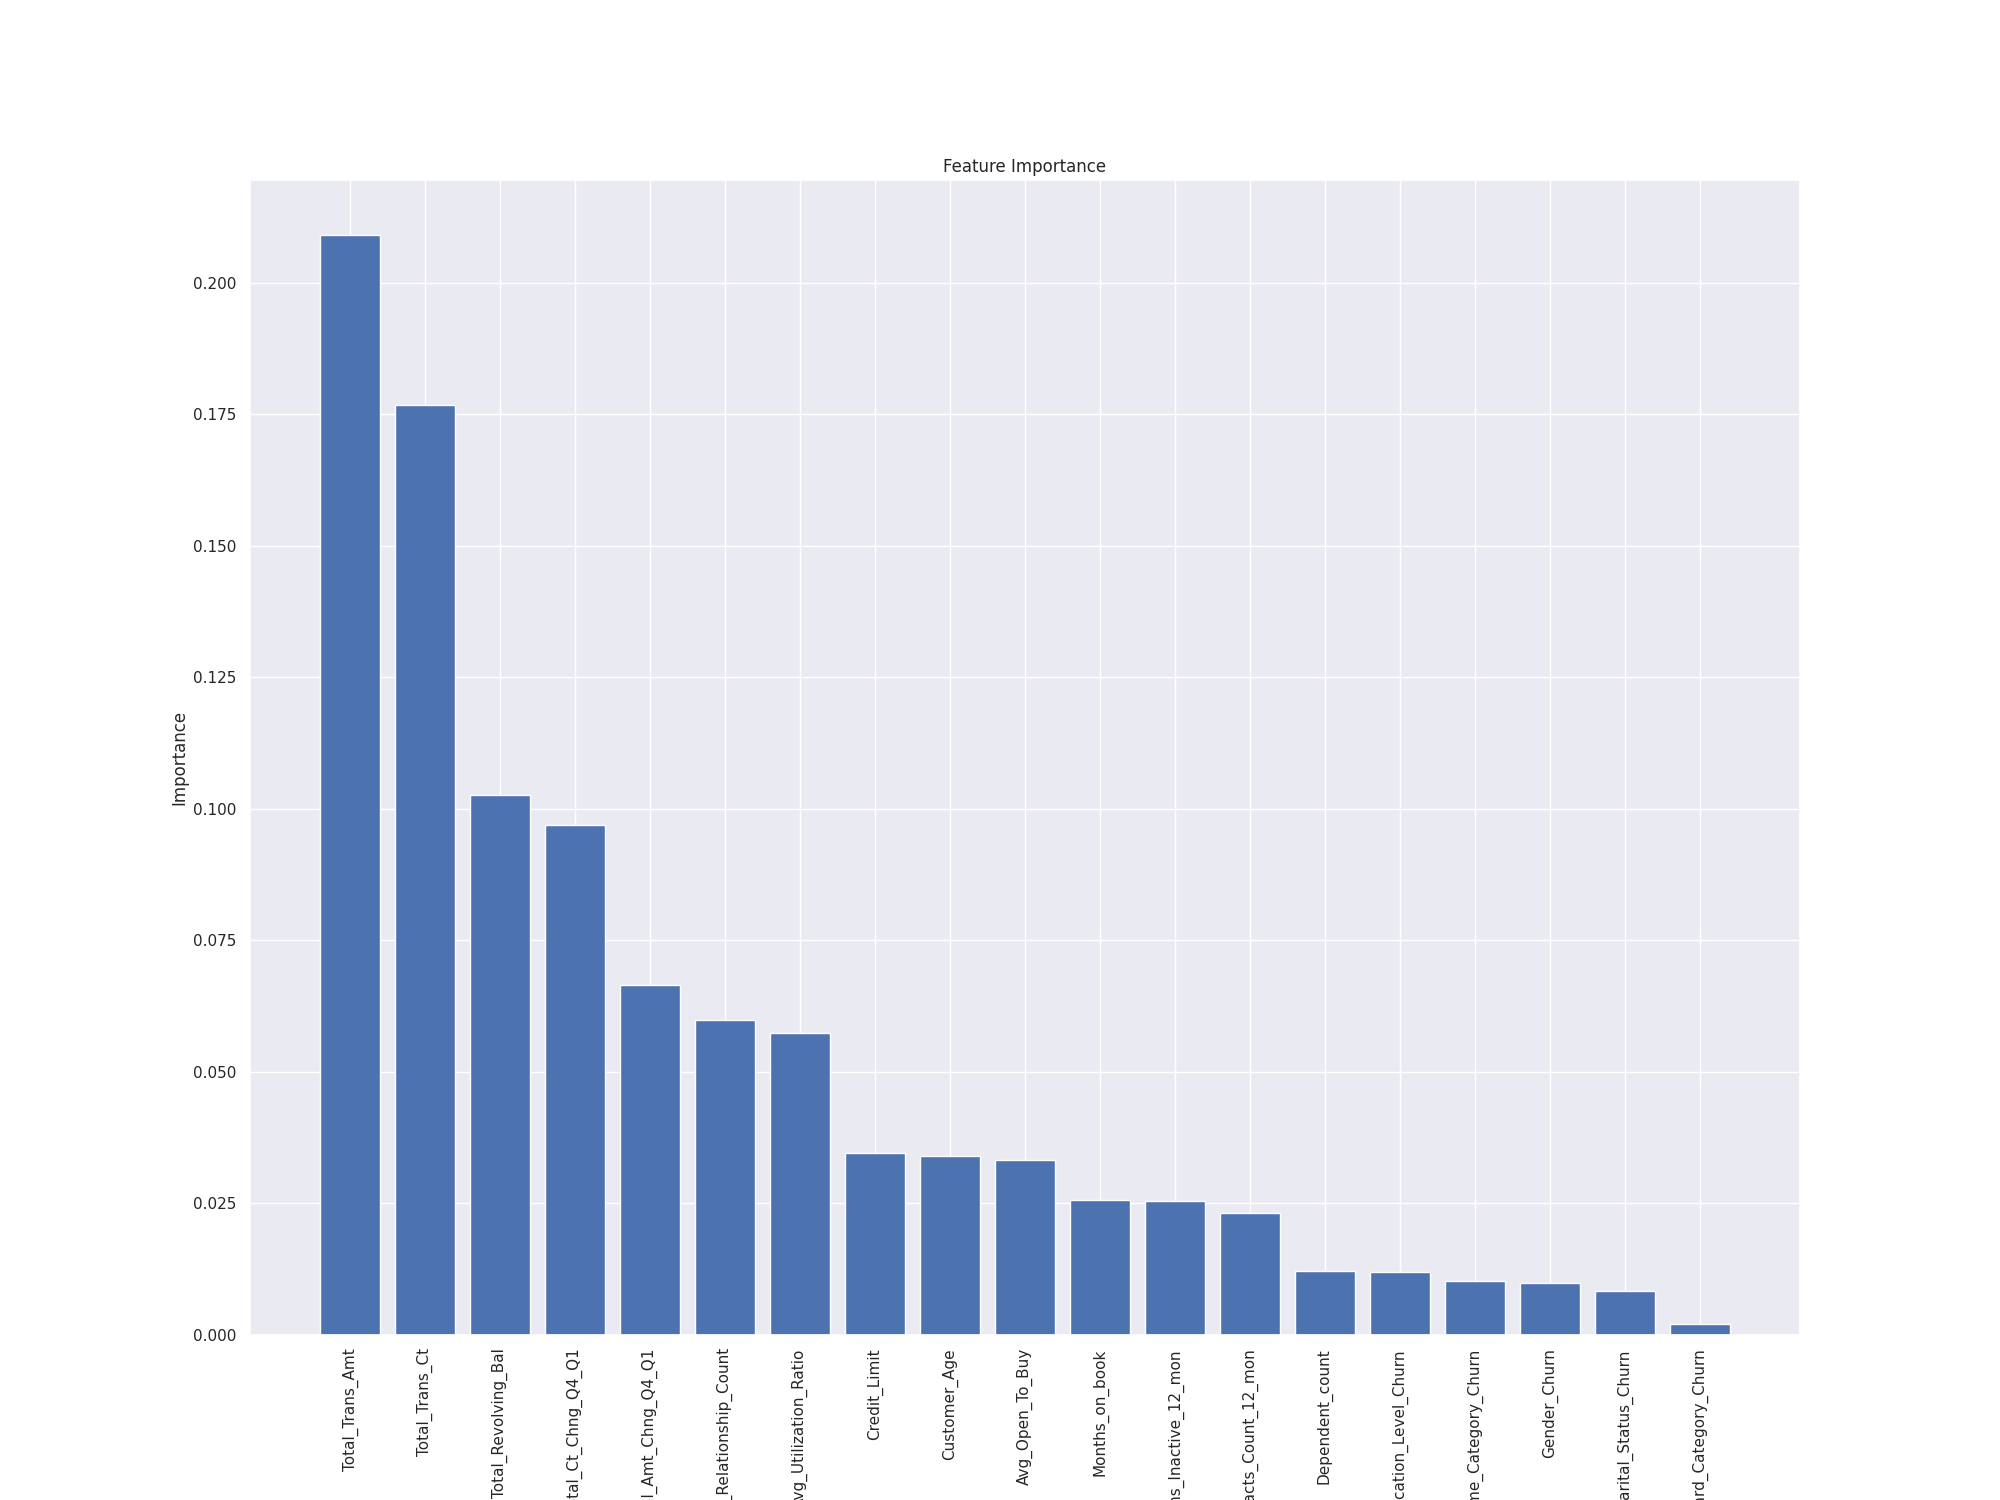 Feature Importance
Importance
0.200
0.175
0.150
0.125
0.100
0.075
0.050
0.025
0.000
Total_Trans_Amt
Total_Trans_Ct
Total_Revolving_Bal
tal_Ct_Chng_Q4_Q1
l_Amt_Chng_Q4_Q1
_Relationship_Count
Avg_Utilization_Ratio
Credit_Limit
Customer_Age
Avg_Open_To_Buy
Months_on_book
ns_Inactive_12_mon
acts_Count_12_mon
Dependent_count
cation_Level_Churn
me_Category_Churn
Gender_Churn
arital_Status_Churn
ard_Category_Churn